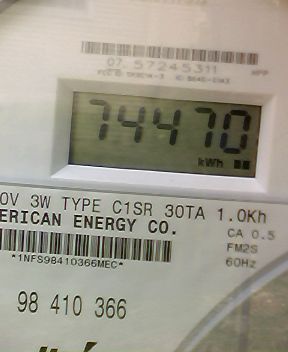 07. 57245311
74470
kWh
0V 3W TYPE C1SR 30TA 1.0Kh
ERICAN ENERGY CO.
CA 0.5
FM2S
*1NFS98410366MEC*
60Hz
98 410 366